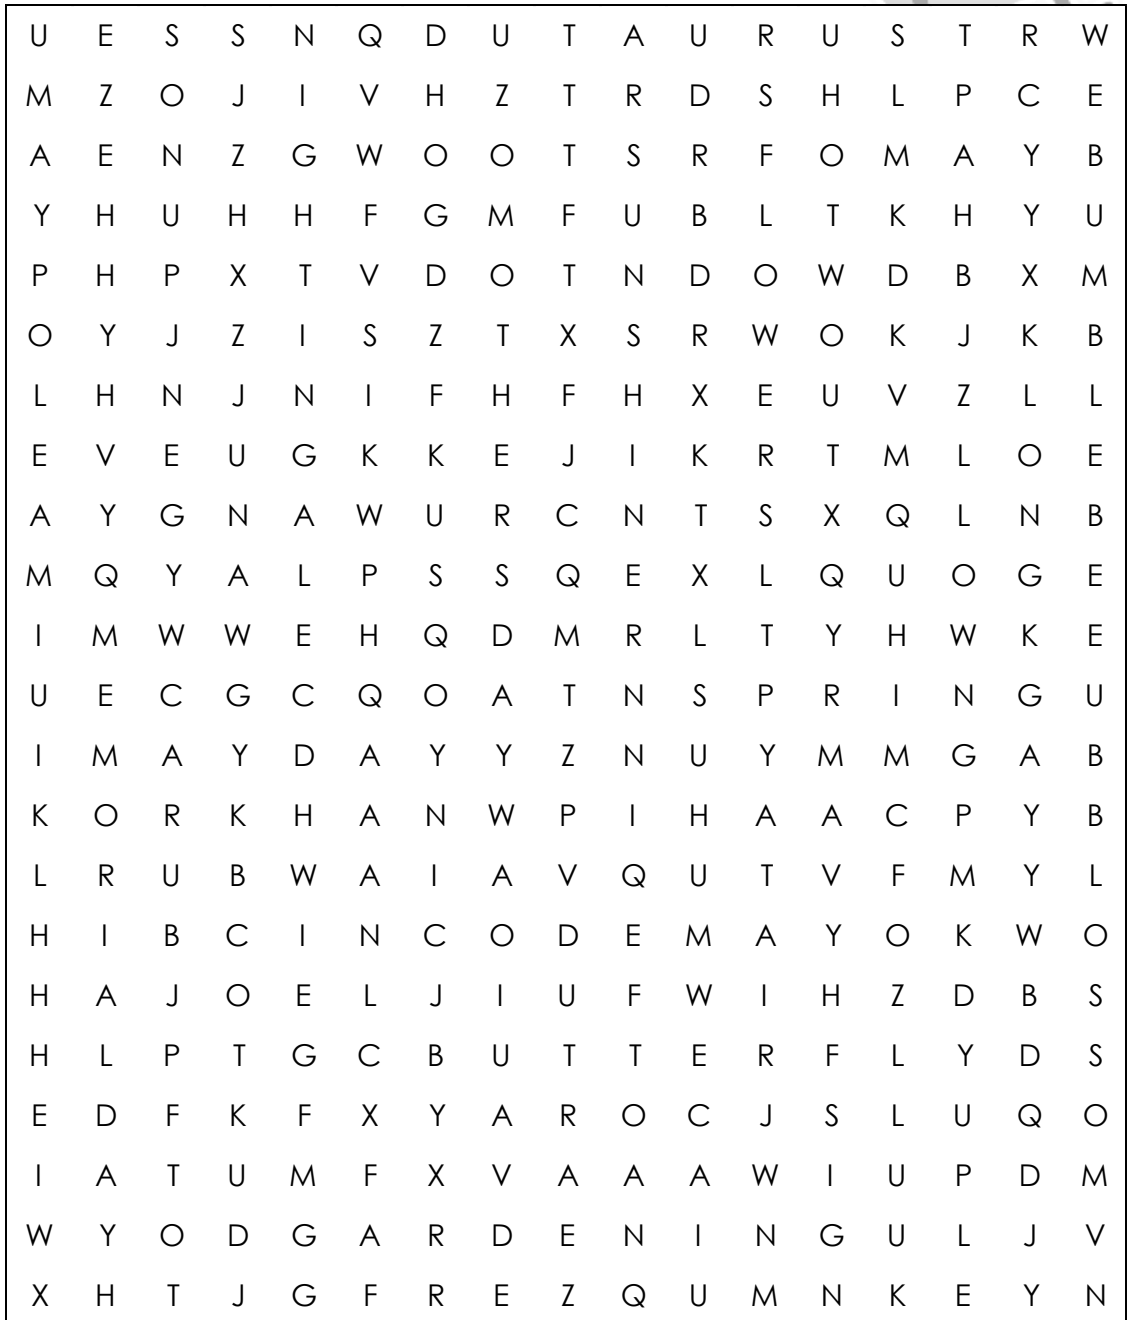 U E S S N Q D U T A U R U S T R W
M Z O J I V H Z T R D S H L P C E
A E N Z G W O O T S R F O M A Y B
Y H U H H F G M F U B L T K H Y U
P H P X T V D O T N D O W D B X M
O Y J Z I S Z T X S R W O K J K B
L H N J N I F H F H X E U V Z L L
E V E U G K K E J I K R T M L O E
A Y G N A W U R C N T S X Q L N B
M Q Y A L P S S Q E X L Q U O G E
I M W W E H Q D M R L T Y H W K E
U E C G C Q O A T N S P R I N G U
I M A Y D A Y Y Z N U Y M M G A B
K O R K H A N W P I H A A C P Y B
L R U B W A I A V Q U T V F M Y L
H I B C I N C O D E M A Y O K W O
H A J O E L J I U F W I H Z D B S
H L P T G C B U T T E R F L Y D S
E D F K F X Y A R O C J S L U Q O
I A T U M F X V A A A W I U P D M
W Y O D G A R D E N I N G U L J V
X H T J G F R E Z Q U M N K E Y N